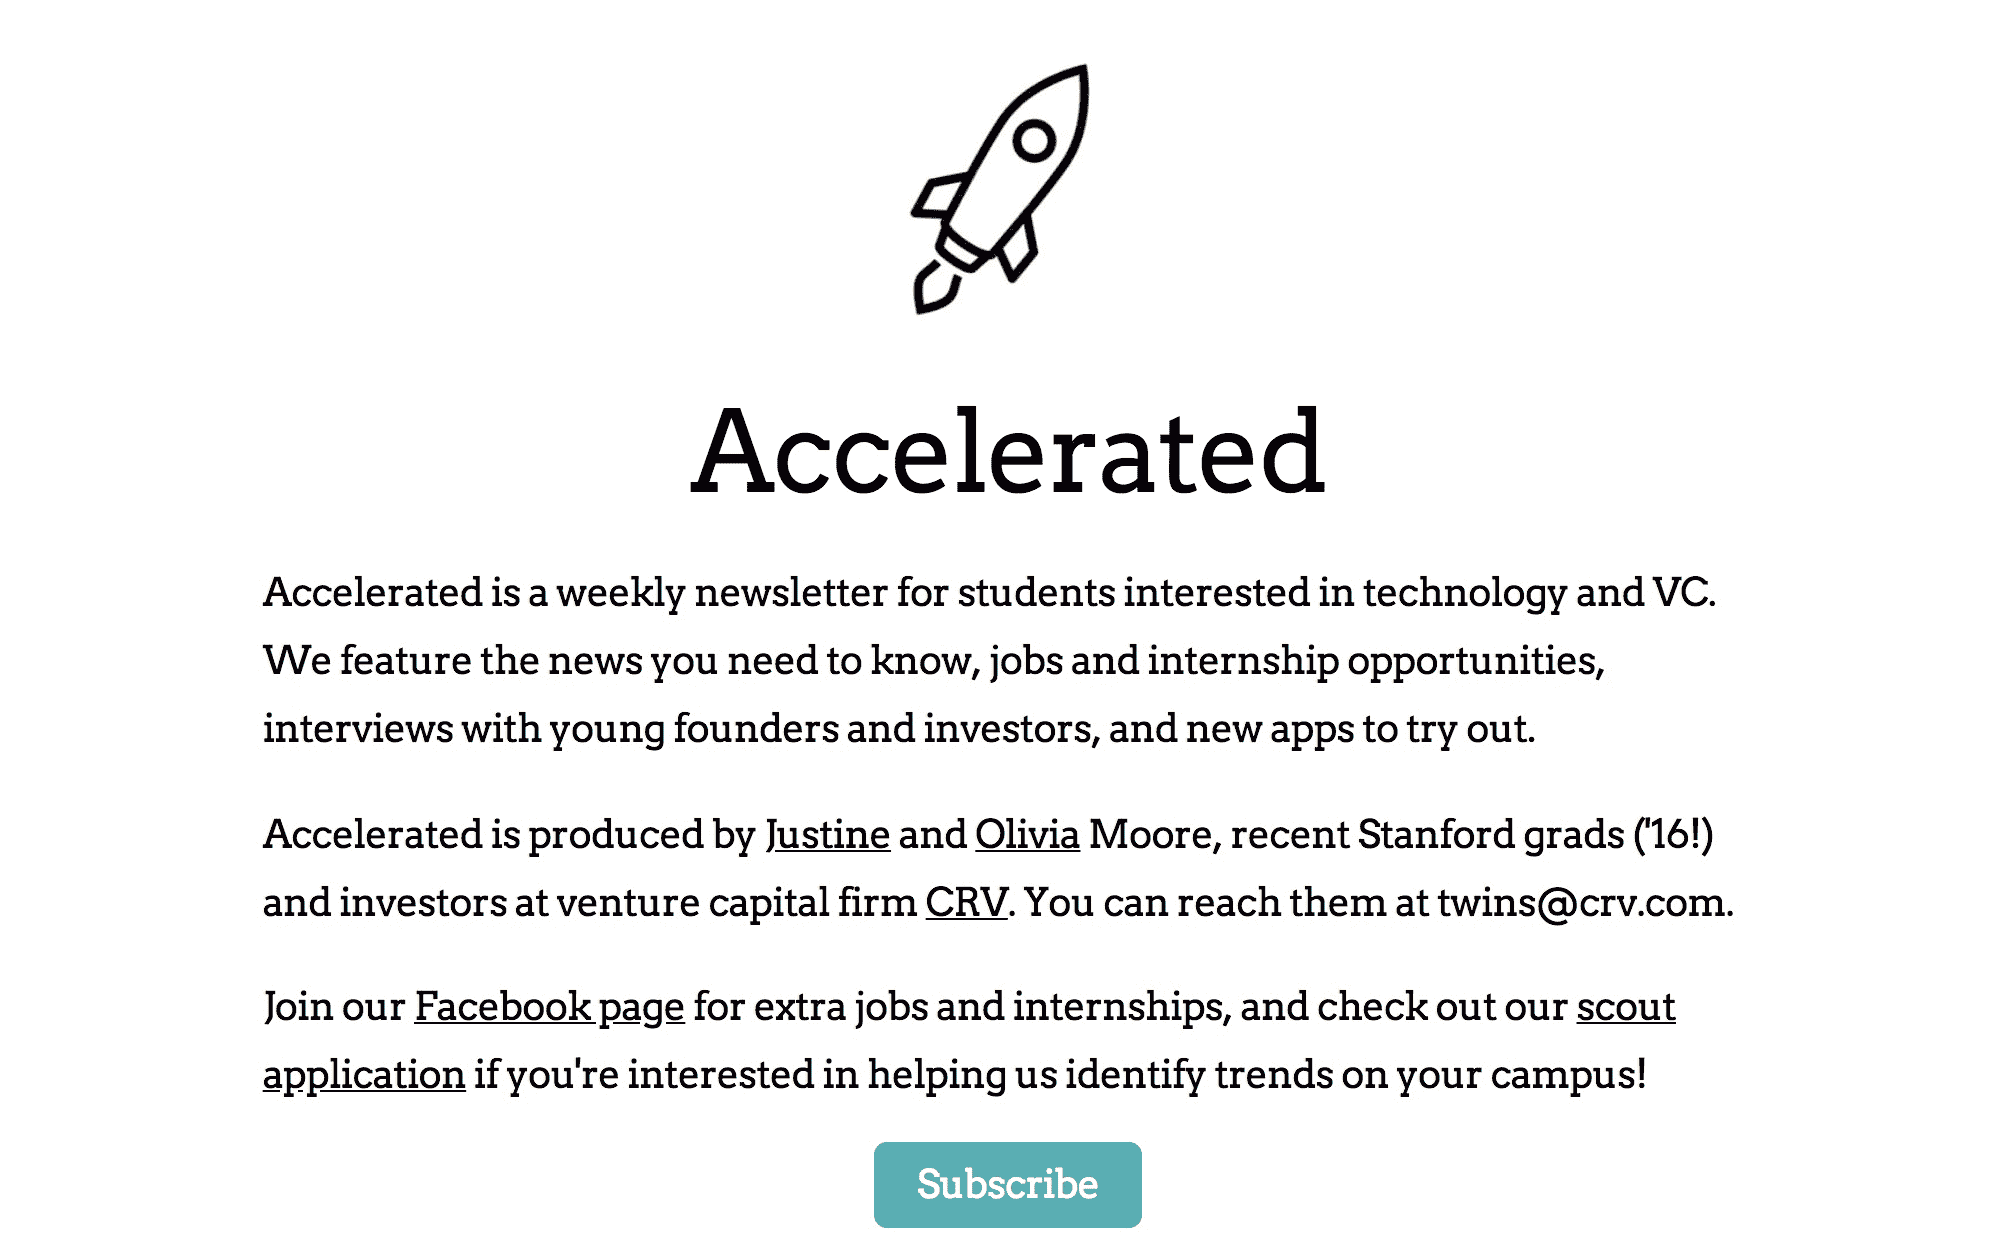 Accelerated
Accelerated is a weekly newsletter for students interested in technology and VC.
We feature the news you need to know, jobs and internship opportunities,
interviews with young founders and investors, and new apps to try out.
Accelerated is produced by Justine and Olivia Moore, recent Stanford grads ('16!)
and investors at venture capital firm CRV. You can reach them at twins@crv.com.
Join our Facebook page for extra jobs and internships, and check out our scout
application if you're interested in helping us identify trends on your campus!
Subscribe